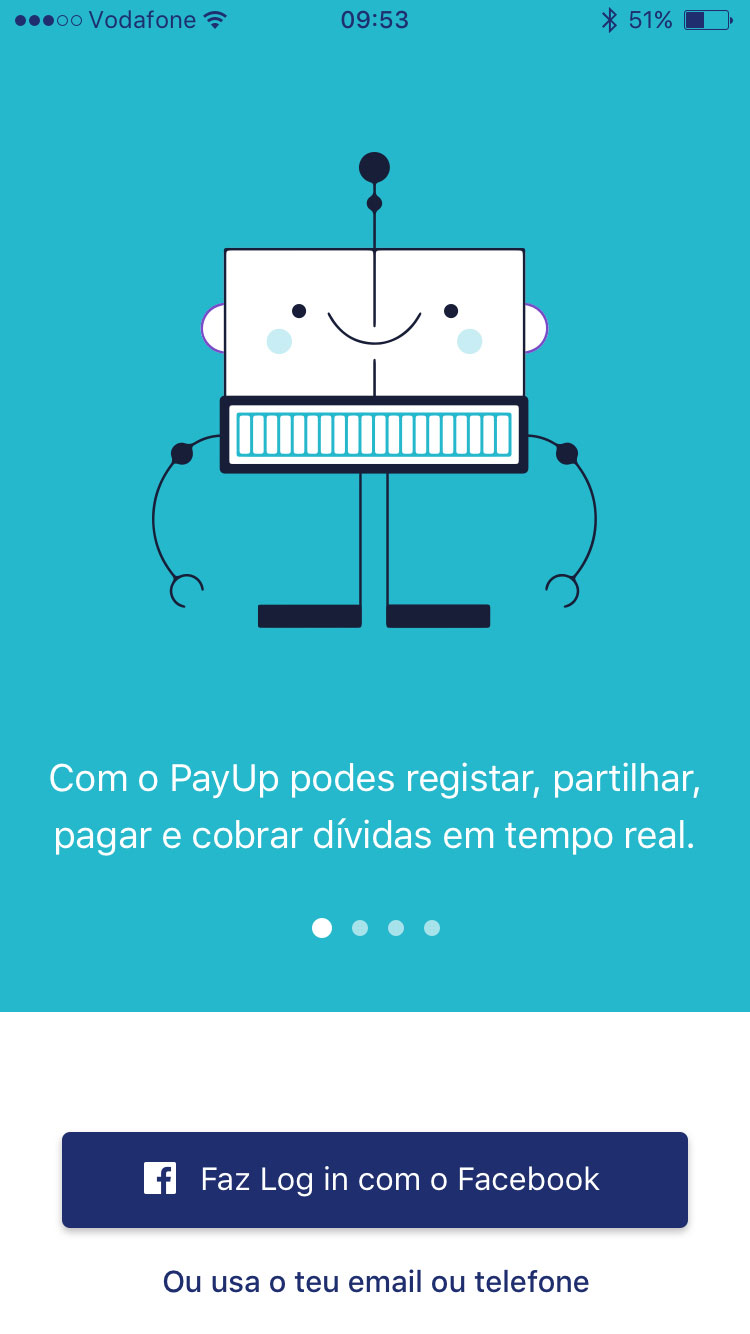 Vodafone 09:53 51%
Com o PayUp podes registar, partilhar,
pagar e cobrar dívidas em tempo real.
Faz Log in com o Facebook
Ou usa o teu email ou telefone